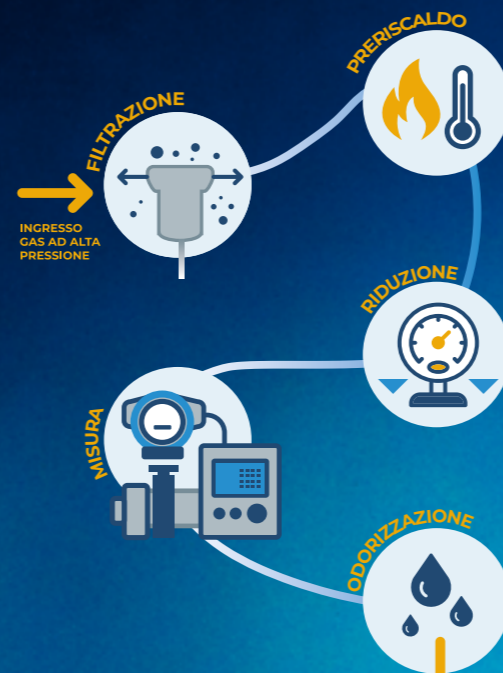 PRERISCALDO
FILTRAZIONE
INGRESSO
GAS AD ALTA
PRESSIONE
RIDUZIONE
MISURA
ODORIZZAZIONE